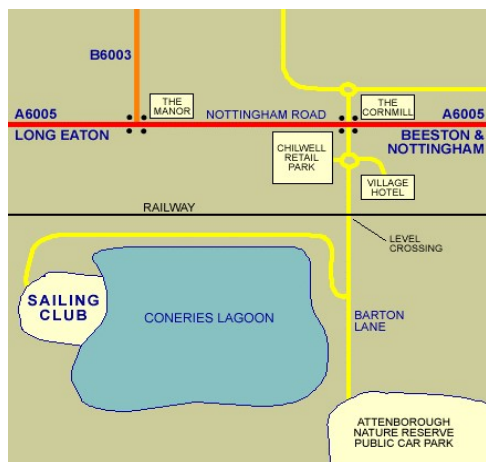 B6003
A6005
LONG EATON
THE
MANOR
NOTTINGHAM ROAD
THE
CORNMILL
A6005
BEESTON &
NOTTINGHAM
CHILWELL
RETAIL
PARK
VILLAGE
HOTEL
RAILWAY
LEVEL
CROSSING
SAILING
CLUB
CONERIES LAGOON
BARTON
LANE
ATTENBOROUGH
NATURE RESERVE
PUBLIC CAR PARK